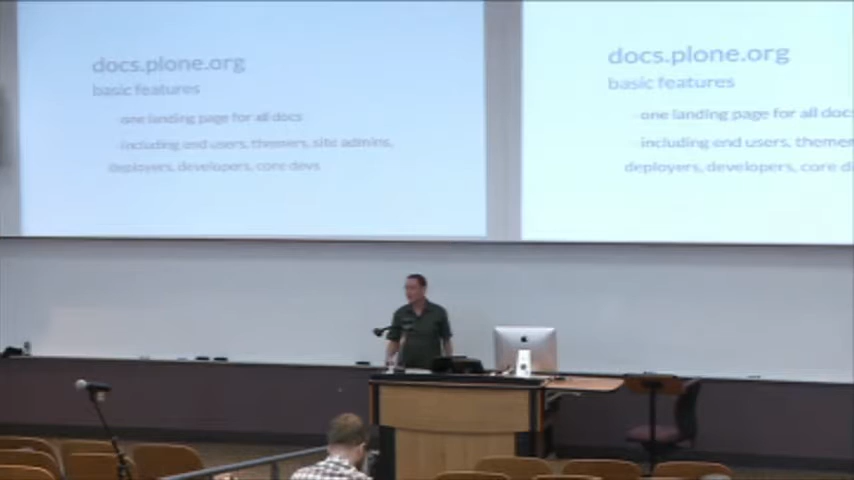 docs.plone.org
basic features
one landing page for all docs
including end users, themers, site admins,
deployers, developers, core devs
docs.plone.org
basic features
one landing page for all docs
including end users, themer
deployers, developers, core d